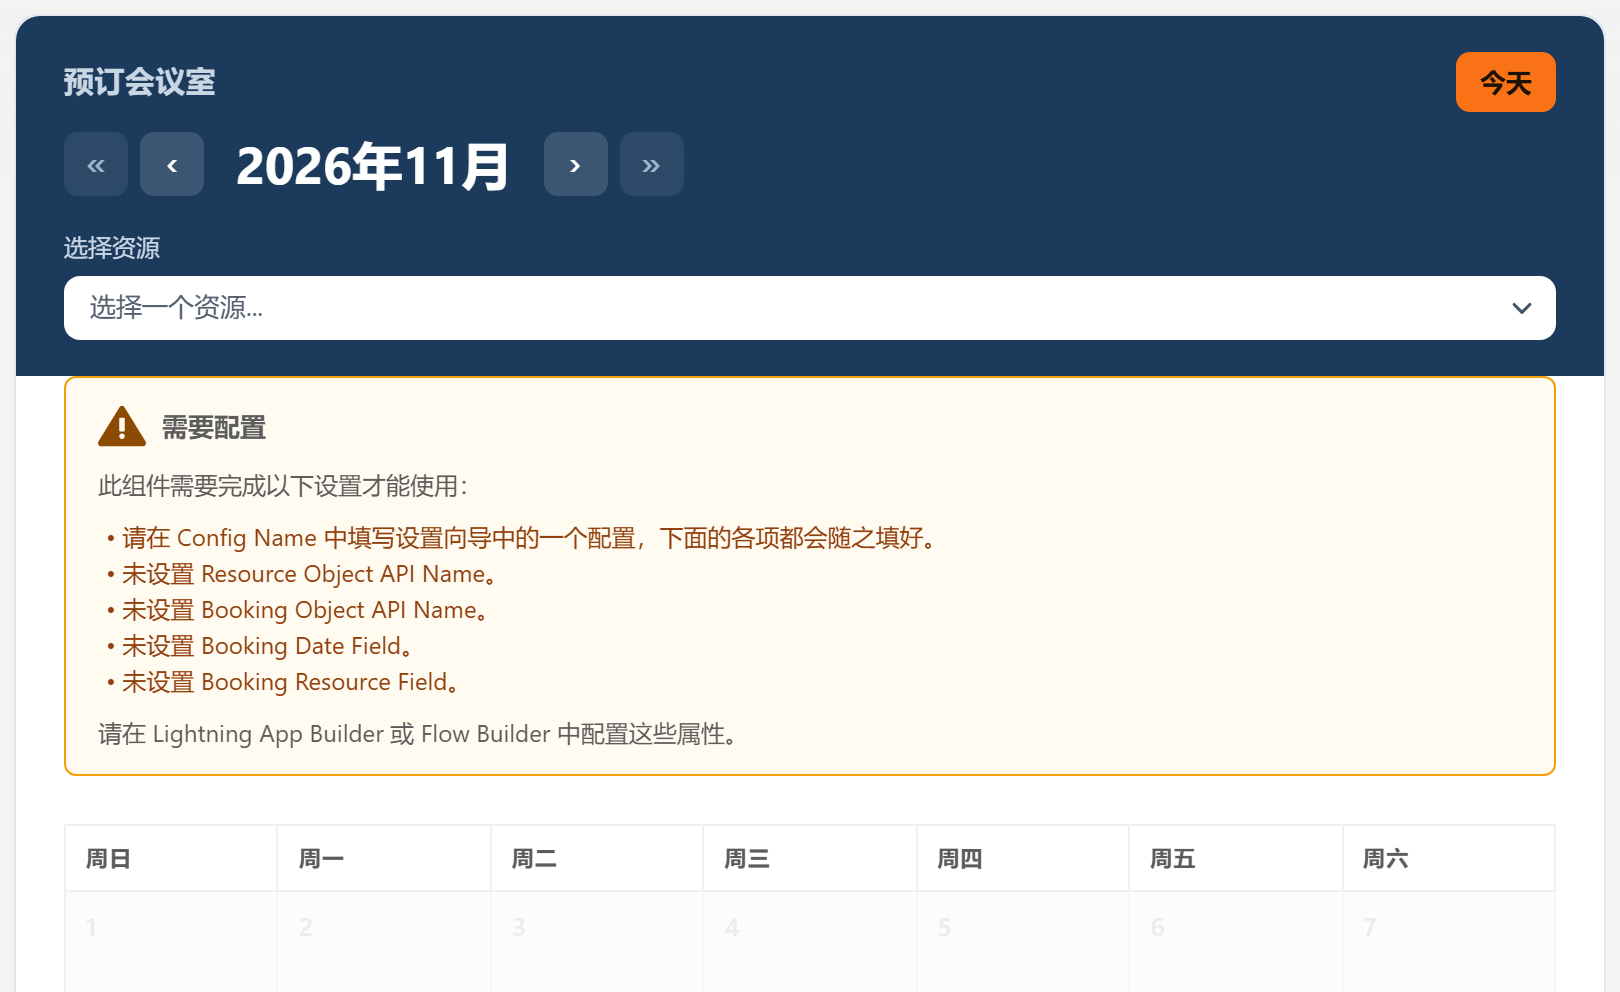 预订会议室
今天
« ‹ 2026年11月 › »
选择资源
选择一个资源...
需要配置
此组件需要完成以下设置才能使用：
• 请在 Config Name 中填写设置向导中的一个配置，下面的各项都会随之填好。
• 未设置 Resource Object API Name。
• 未设置 Booking Object API Name。
• 未设置 Booking Date Field。
• 未设置 Booking Resource Field。
请在 Lightning App Builder 或 Flow Builder 中配置这些属性。
周日 周一 周二 周三 周四 周五 周六
1 2 3 4 5 6 7